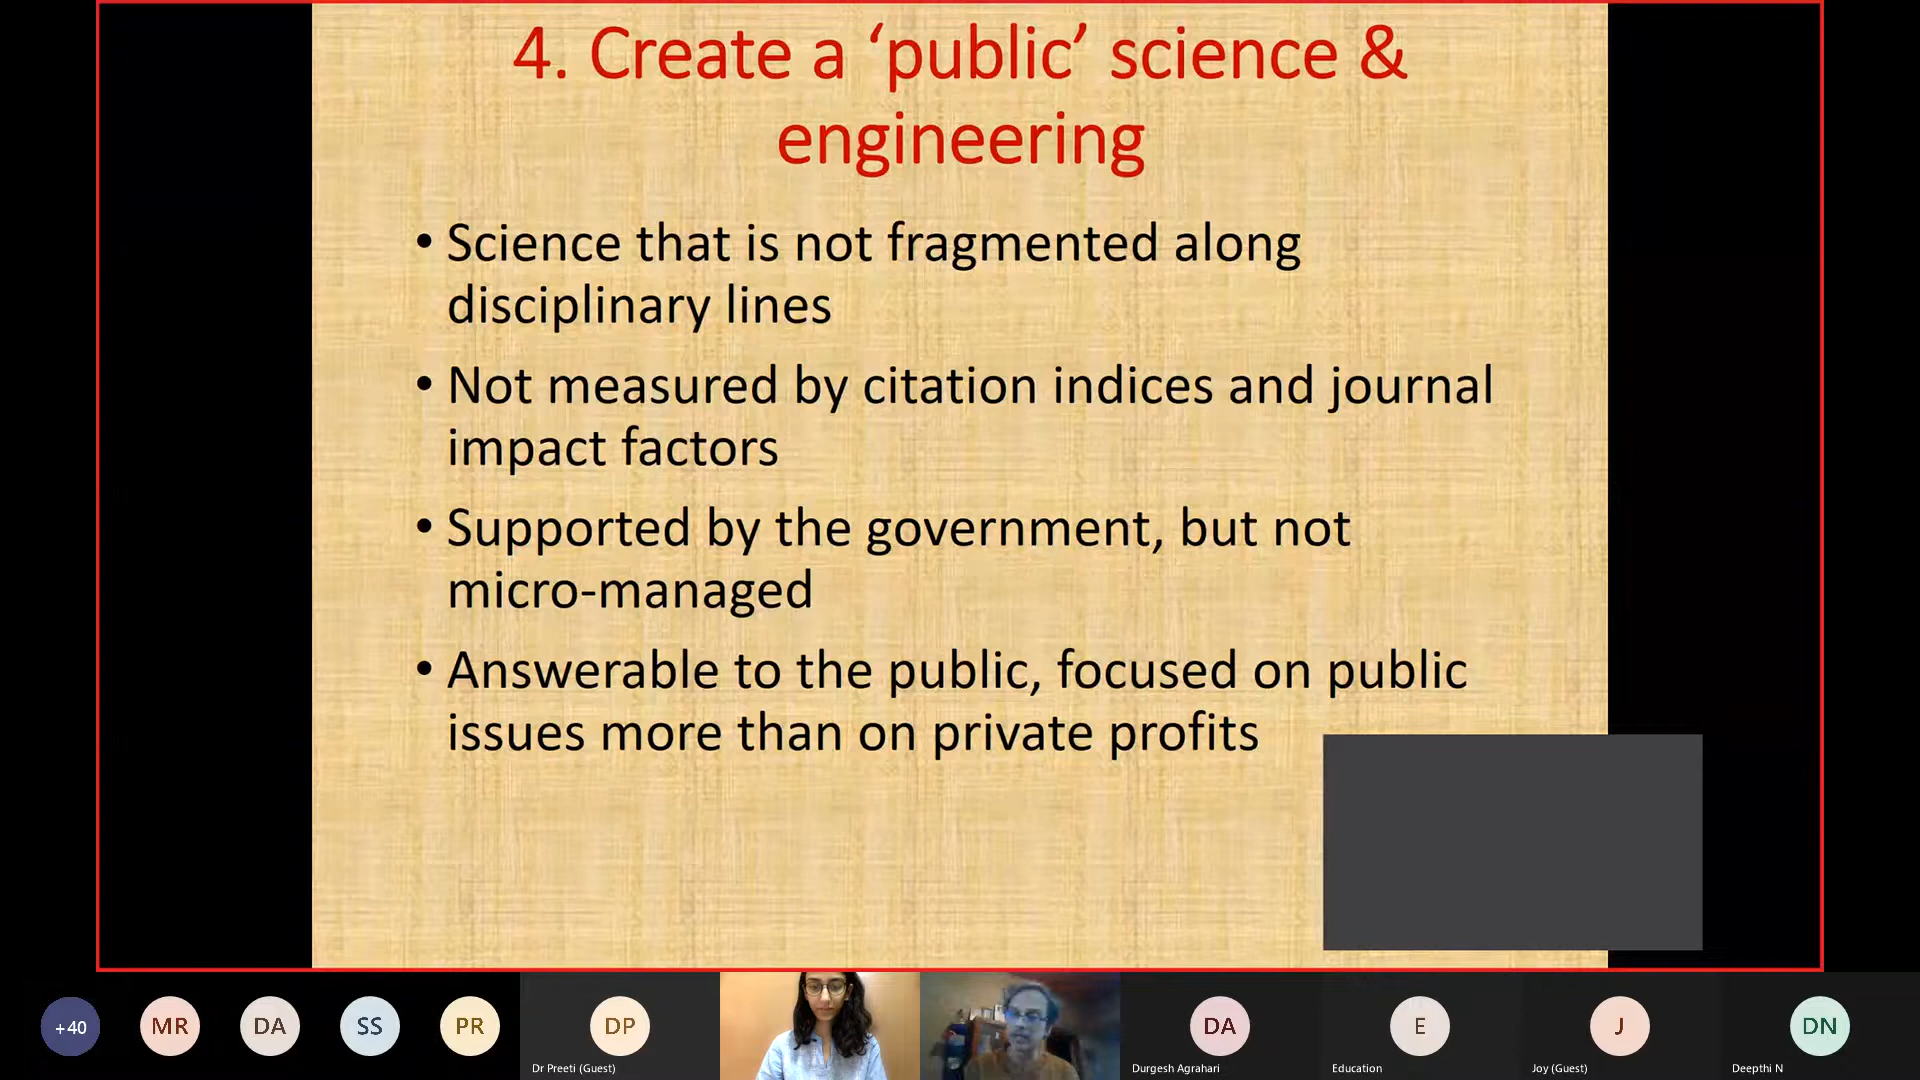 4. Create a ‘public’ science &
engineering
• Science that is not fragmented along
disciplinary lines
• Not measured by citation indices and journal
impact factors
• Supported by the government, but not
micro-managed
• Answerable to the public, focused on public
issues more than on private profits
+40
MR
DA
SS
PR
DP
Dr Preeti (Guest)
DA
Durgesh Agrahari
E
Education
J
Joy (Guest)
DN
Deepthi N